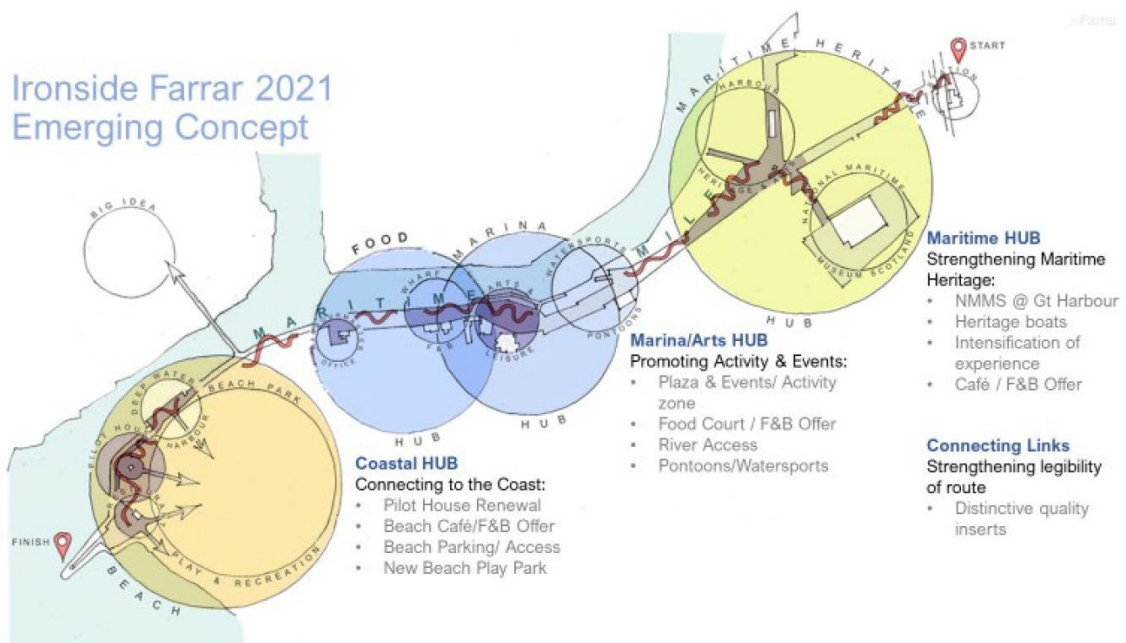 Farrar
Ironside Farrar 2021
Emerging Concept
START
STATION
MARITIME HERITAGE
HARBOUR
HERITAGE & ARTS
NATIONAL MARITIME
MUSEUM SCOTLAND
HUB
BIG IDEA
FOOD
MARINA
WATERSPORTS
PONTOONS
WHARF
F&B
ARTS &
LEISURE
OFFICE
MARITIME MILE
HUB
HUB
DEEP WATER
HARBOUR
BEACH PARK
PILOT HOUSE
PLAY & RECREATION
BEACH
FINISH
Maritime HUB
Strengthening Maritime
Heritage:
• NMMS @ Gt Harbour
• Heritage boats
• Intensification of
experience
• Café / F&B Offer
Marina/Arts HUB
Promoting Activity & Events:
• Plaza & Events/ Activity
zone
• Food Court / F&B Offer
• River Access
• Pontoons/Watersports
Connecting Links
Strengthening legibility
of route
• Distinctive quality
inserts
Coastal HUB
Connecting to the Coast:
• Pilot House Renewal
• Beach Café/F&B Offer
• Beach Parking/ Access
• New Beach Play Park